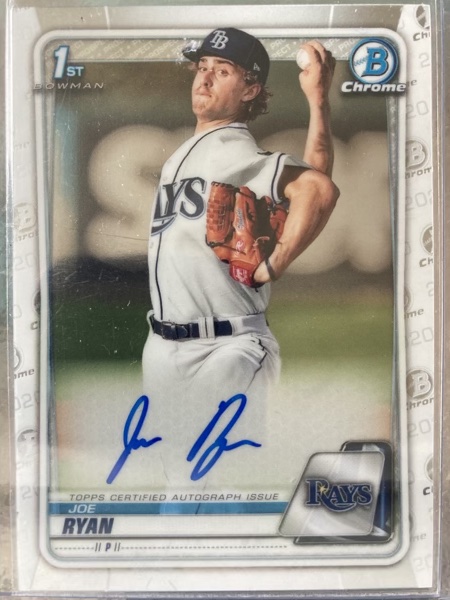 1ST
BOWMAN
TB
B
Chrome
RAYS
TOPPS CERTIFIED AUTOGRAPH ISSUE
JOE
RYAN
RAYS
P